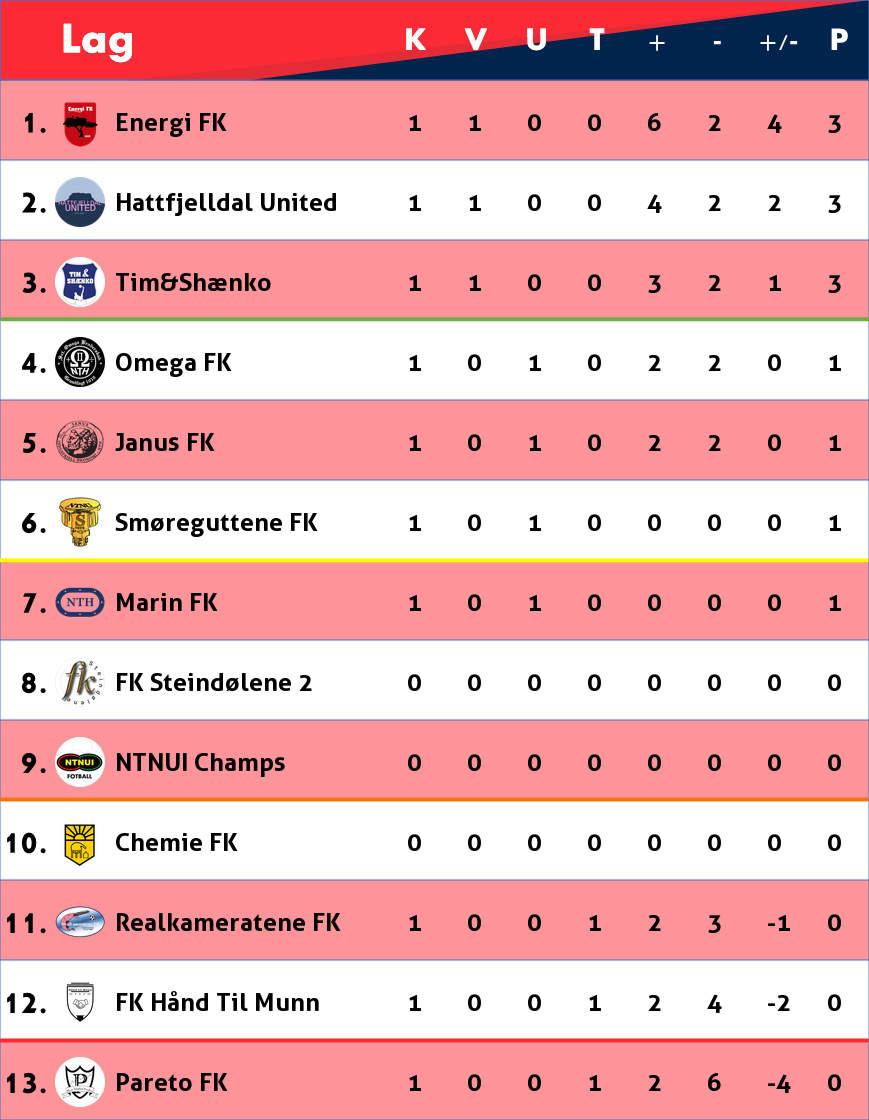 Lag K V U T + - +/- P
1. Energi FK 1 1 0 0 6 2 4 3
2. Hattfjelldal United 1 1 0 0 4 2 2 3
3. Tim&Shænko 1 1 0 0 3 2 1 3
4. Omega FK 1 0 1 0 2 2 0 1
5. Janus FK 1 0 1 0 2 2 0 1
6. Smøreguttene FK 1 0 1 0 0 0 0 1
7. NTH Marin FK 1 0 1 0 0 0 0 1
8. FK Steindølene 2 0 0 0 0 0 0 0 0
9. NTNUI FOTBALL NTNUI Champs 0 0 0 0 0 0 0 0
10. Chemie FK 0 0 0 0 0 0 0 0
11. Realkameratene FK 1 0 0 1 2 3 -1 0
12. FK Hånd Til Munn 1 0 0 1 2 4 -2 0
13. Pareto FK 1 0 0 1 2 6 -4 0